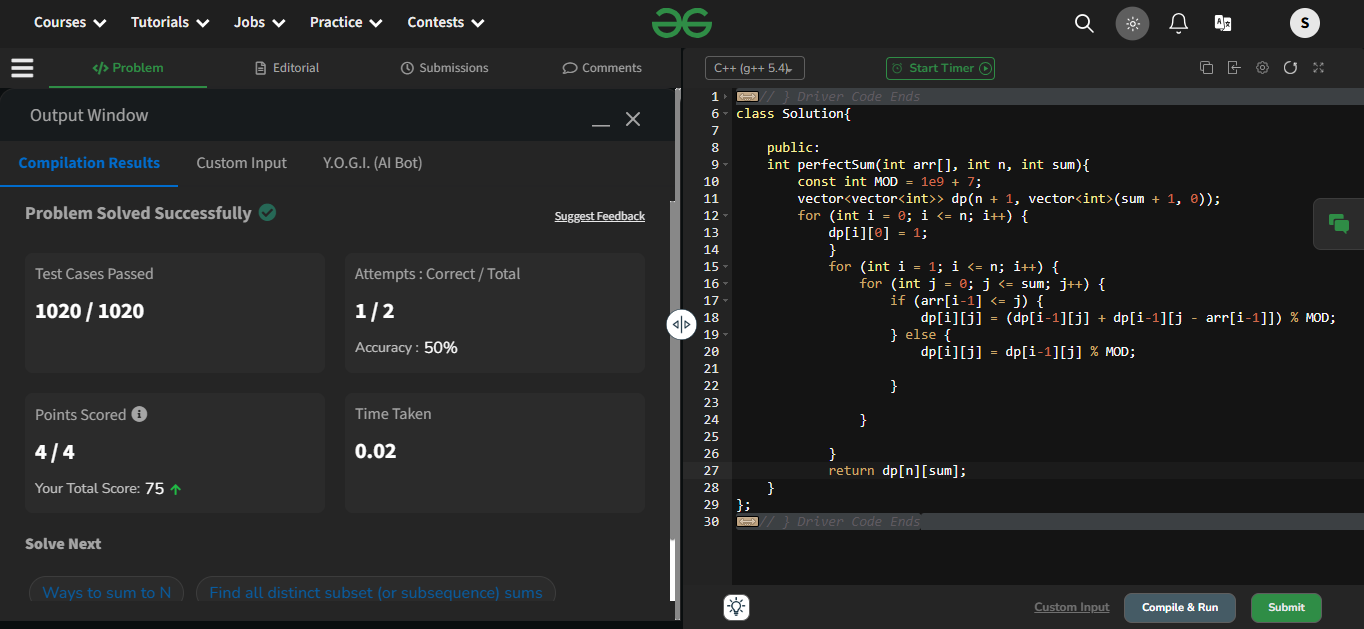 Courses Tutorials Jobs Practice Contests S
Problem Editorial Submissions Comments
Output Window
Compilation Results Custom Input Y.O.G.I. (AI Bot)
Problem Solved Successfully Suggest Feedback
Test Cases Passed Attempts : Correct / Total
1020 / 1020 1 / 2
Accuracy : 50%
Points Scored Time Taken
4 / 4 0.02
Your Total Score: 75
Solve Next
Ways to sum to N Find all distinct subset (or subsequence) sums
C++ (g++ 5.4) Start Timer
1 // } Driver Code Ends
6 class Solution{
7
8 public:
9 int perfectSum(int arr[], int n, int sum){
10 const int MOD = 1e9 + 7;
11 vector<vector<int>> dp(n + 1, vector<int>(sum + 1, 0));
12 for (int i = 0; i <= n; i++) {
13 dp[i][0] = 1;
14 }
15 for (int i = 1; i <= n; i++) {
16 for (int j = 0; j <= sum; j++) {
17 if (arr[i-1] <= j) {
18 dp[i][j] = (dp[i-1][j] + dp[i-1][j - arr[i-1]]) % MOD;
19 } else {
20 dp[i][j] = dp[i-1][j] % MOD;
21
22 }
23
24 }
25
26 }
27 return dp[n][sum];
28 }
29 };
30 // } Driver Code Ends
Custom Input Compile & Run Submit